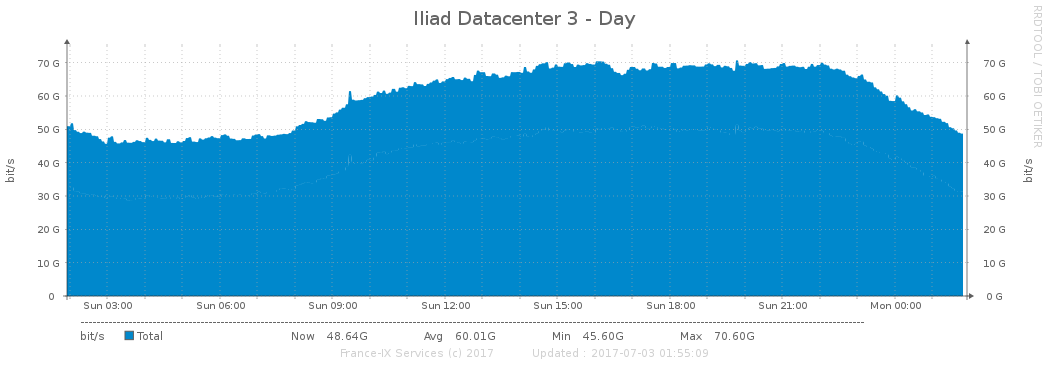 Iliad Datacenter 3 - Day
RRDTOOL / TOBI OETIKER
bit/s
bit/s
70 G
70 G
60 G
60 G
50 G
50 G
40 G
40 G
30 G
30 G
20 G
20 G
10 G
10 G
0
0 G
Sun 03:00 Sun 06:00 Sun 09:00 Sun 12:00 Sun 15:00 Sun 18:00 Sun 21:00 Mon 00:00
bit/s Total Now 48.64G Avg 60.01G Min 45.60G Max 70.60G
France-IX Services (c) 2017 Updated : 2017-07-03 01:55:09